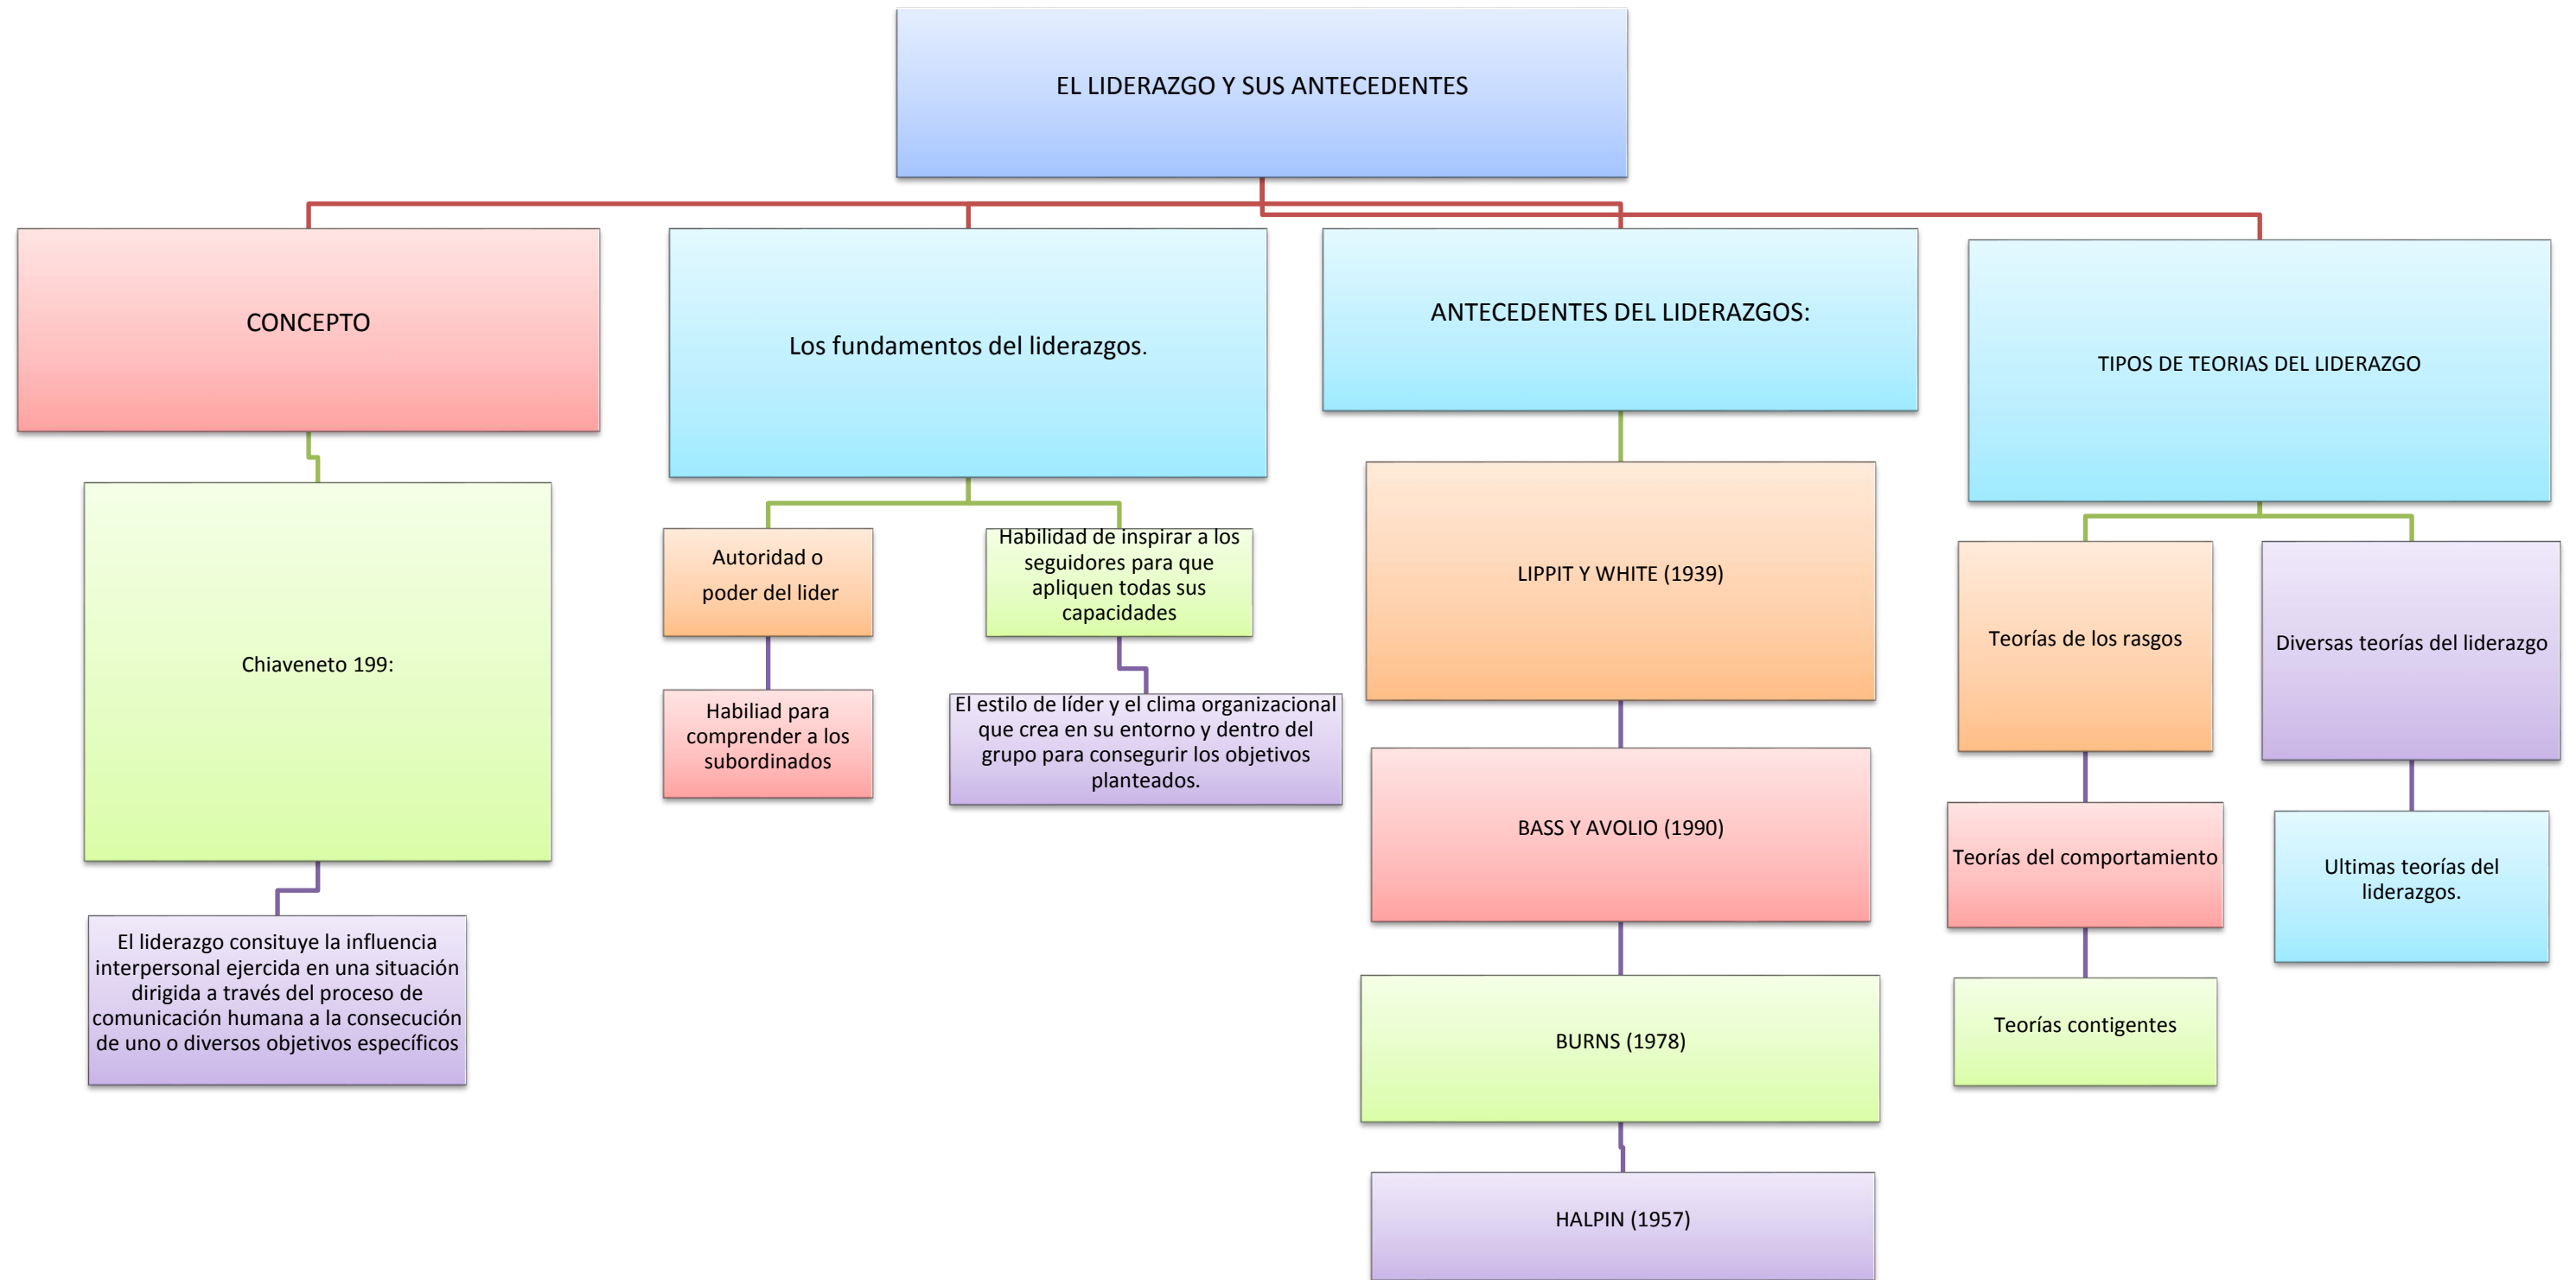 EL LIDERAZGO Y SUS ANTECEDENTES
CONCEPTO
Chiaveneto 199:
El liderazgo consituye la influencia
interpersonal ejercida en una situación
dirigida a través del proceso de
comunicación humana a la consecución
de uno o diversos objetivos específicos
Los fundamentos del liderazgos.
Autoridad o
poder del lider
Habiliad para
comprender a los
subordinados
Habilidad de inspirar a los
seguidores para que
apliquen todas sus
capacidades
El estilo de líder y el clima organizacional
que crea en su entorno y dentro del
grupo para consegurir los objetivos
planteados.
ANTECEDENTES DEL LIDERAZGOS:
LIPPIT Y WHITE (1939)
BASS Y AVOLIO (1990)
BURNS (1978)
HALPIN (1957)
TIPOS DE TEORIAS DEL LIDERAZGO
Teorías de los rasgos
Teorías del comportamiento
Teorías contigentes
Diversas teorías del liderazgo
Ultimas teorías del
liderazgos.